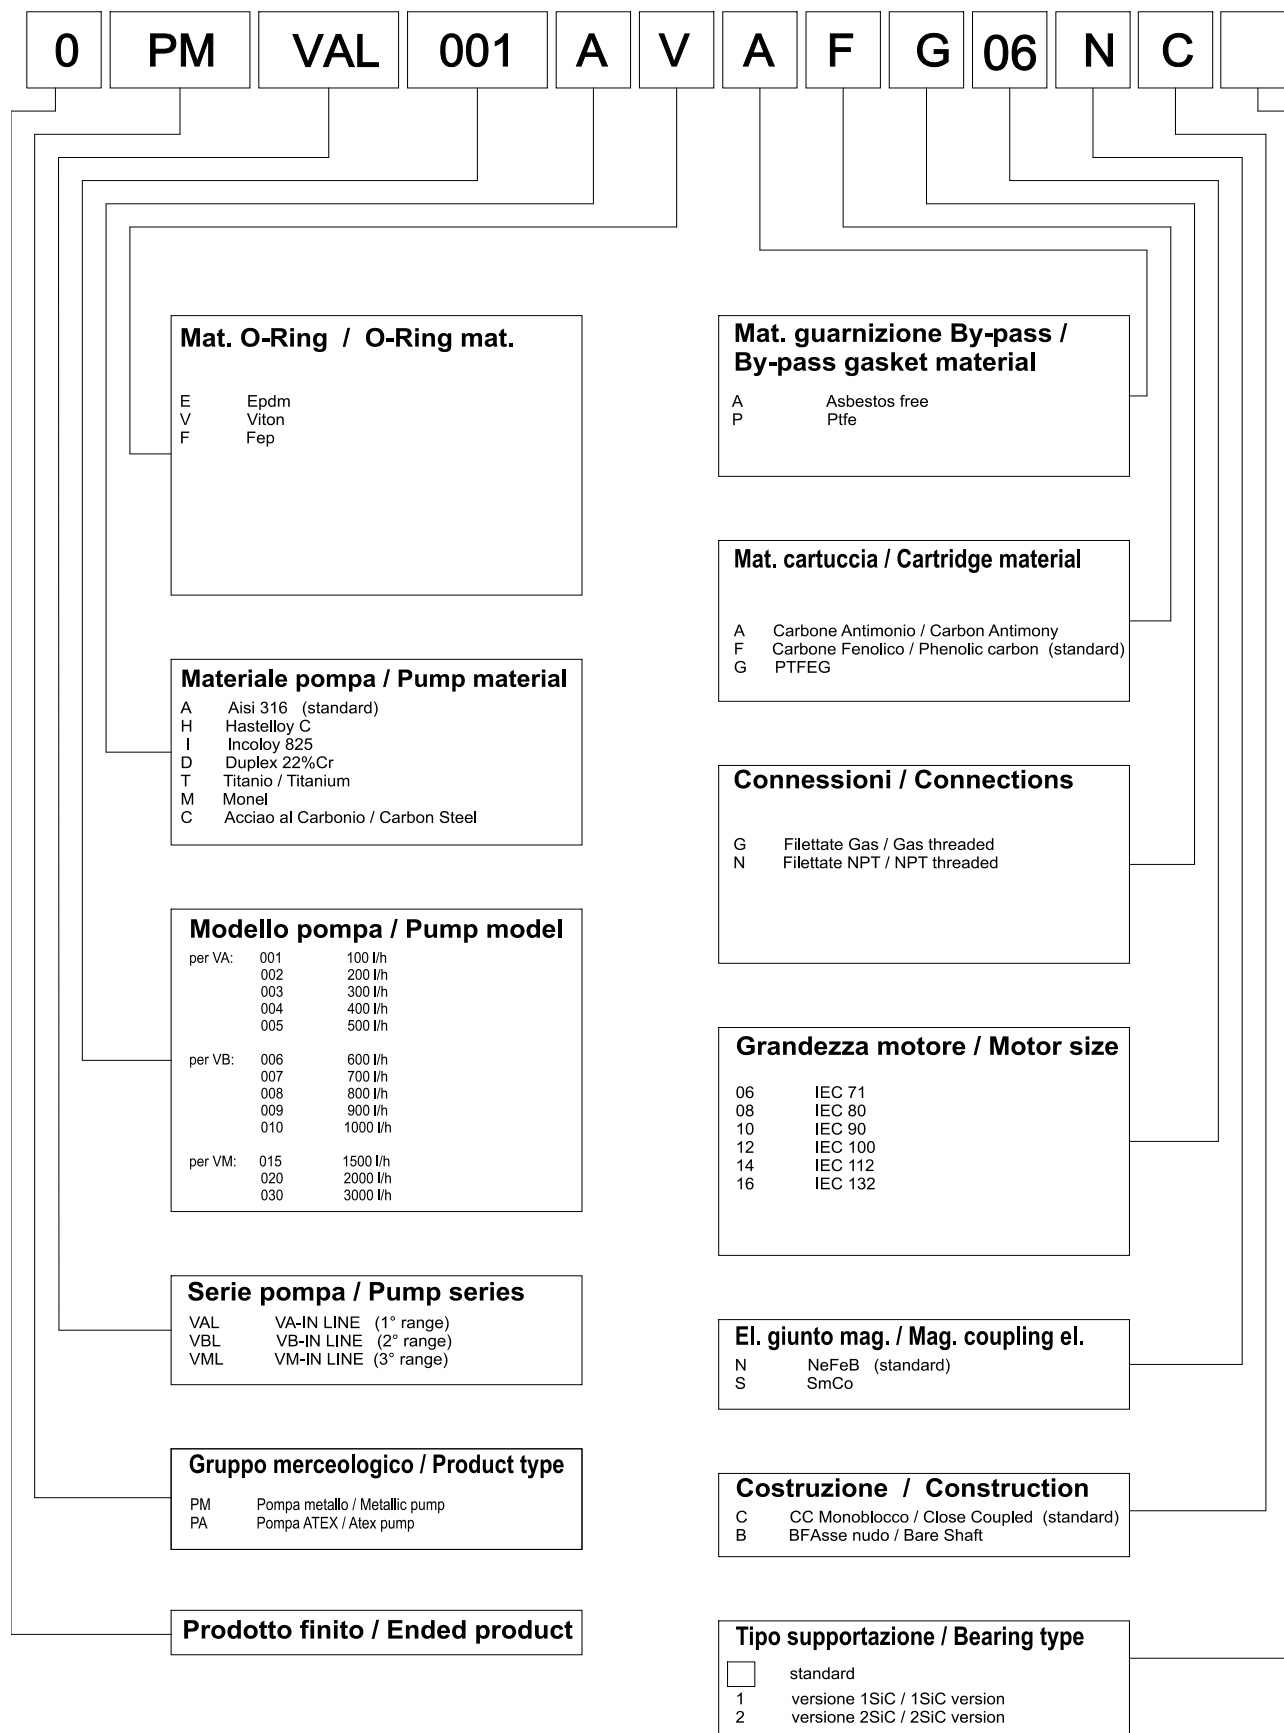 0 PM VAL 001 A V A F G 06 N C
Mat. O-Ring / O-Ring mat.
E Epdm
V Viton
F Fep
Materiale pompa / Pump material
A Aisi 316 (standard)
H Hastelloy C
I Incoloy 825
D Duplex 22%Cr
T Titanio / Titanium
M Monel
C Acciao al Carbonio / Carbon Steel
Modello pompa / Pump model
per VA: 001 100 l/h
002 200 l/h
003 300 l/h
004 400 l/h
005 500 l/h
per VB: 006 600 l/h
007 700 l/h
008 800 l/h
009 900 l/h
010 1000 l/h
per VM: 015 1500 l/h
020 2000 l/h
030 3000 l/h
Serie pompa / Pump series
VAL VA-IN LINE (1° range)
VBL VB-IN LINE (2° range)
VML VM-IN LINE (3° range)
Gruppo merceologico / Product type
PM Pompa metallo / Metallic pump
PA Pompa ATEX / Atex pump
Prodotto finito / Ended product
Mat. guarnizione By-pass /
By-pass gasket material
A Asbestos free
P Ptfe
Mat. cartuccia / Cartridge material
A Carbone Antimonio / Carbon Antimony
F Carbone Fenolico / Phenolic carbon (standard)
G PTFEG
Connessioni / Connections
G Filettate Gas / Gas threaded
N Filettate NPT / NPT threaded
Grandezza motore / Motor size
06 IEC 71
08 IEC 80
10 IEC 90
12 IEC 100
14 IEC 112
16 IEC 132
El. giunto mag. / Mag. coupling el.
N NeFeB (standard)
S SmCo
Costruzione / Construction
C CC Monoblocco / Close Coupled (standard)
B BFAsse nudo / Bare Shaft
Tipo supportazione / Bearing type
standard
1 versione 1SiC / 1SiC version
2 versione 2SiC / 2SiC version